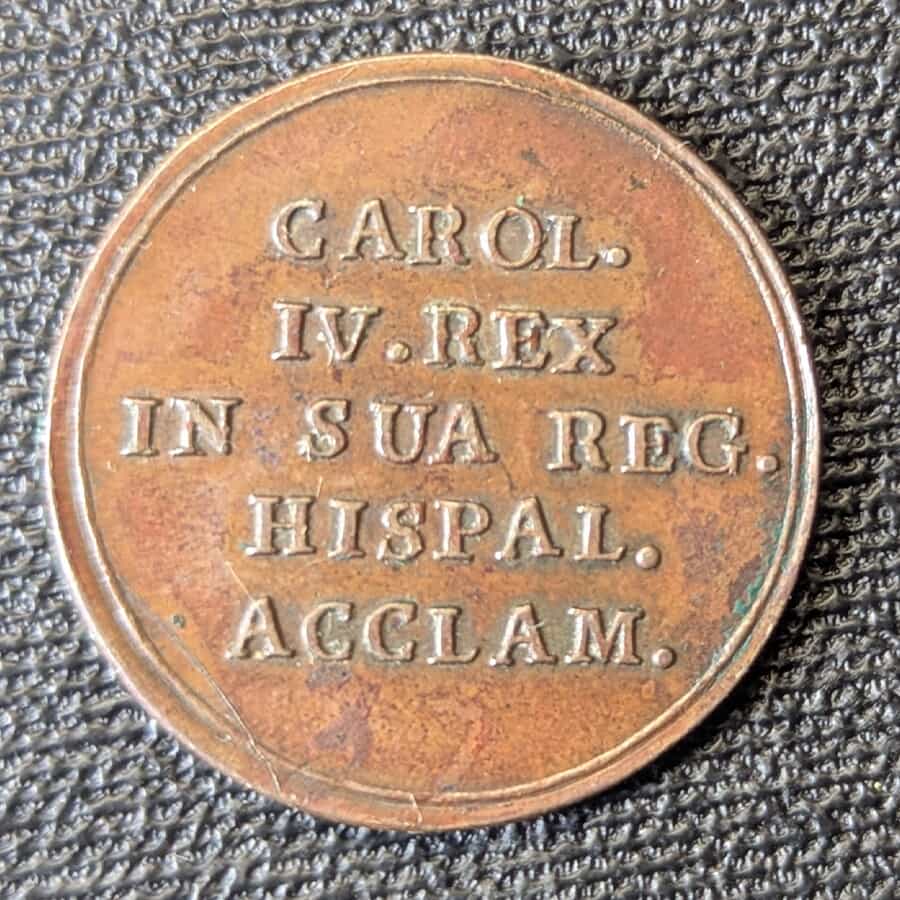 CAROL.
IV. REX
IN SUA REG.
HISPAL.
ACCLAM.